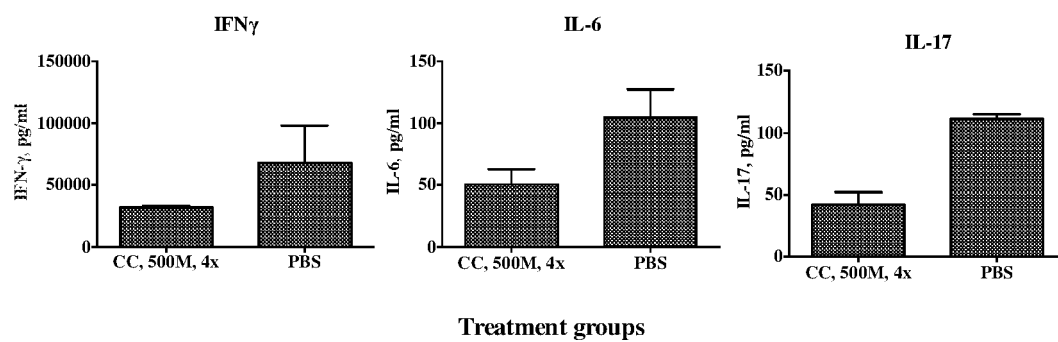 IFNγ
IL-6
IL-17
IFN-γ, pg/ml
150000
100000
50000
0
CC, 500M, 4x
PBS
IL-6, pg/ml
150
100
50
0
CC, 500M, 4x
PBS
IL-17, pg/ml
150
100
50
0
CC, 500M, 4x
PBS
Treatment groups